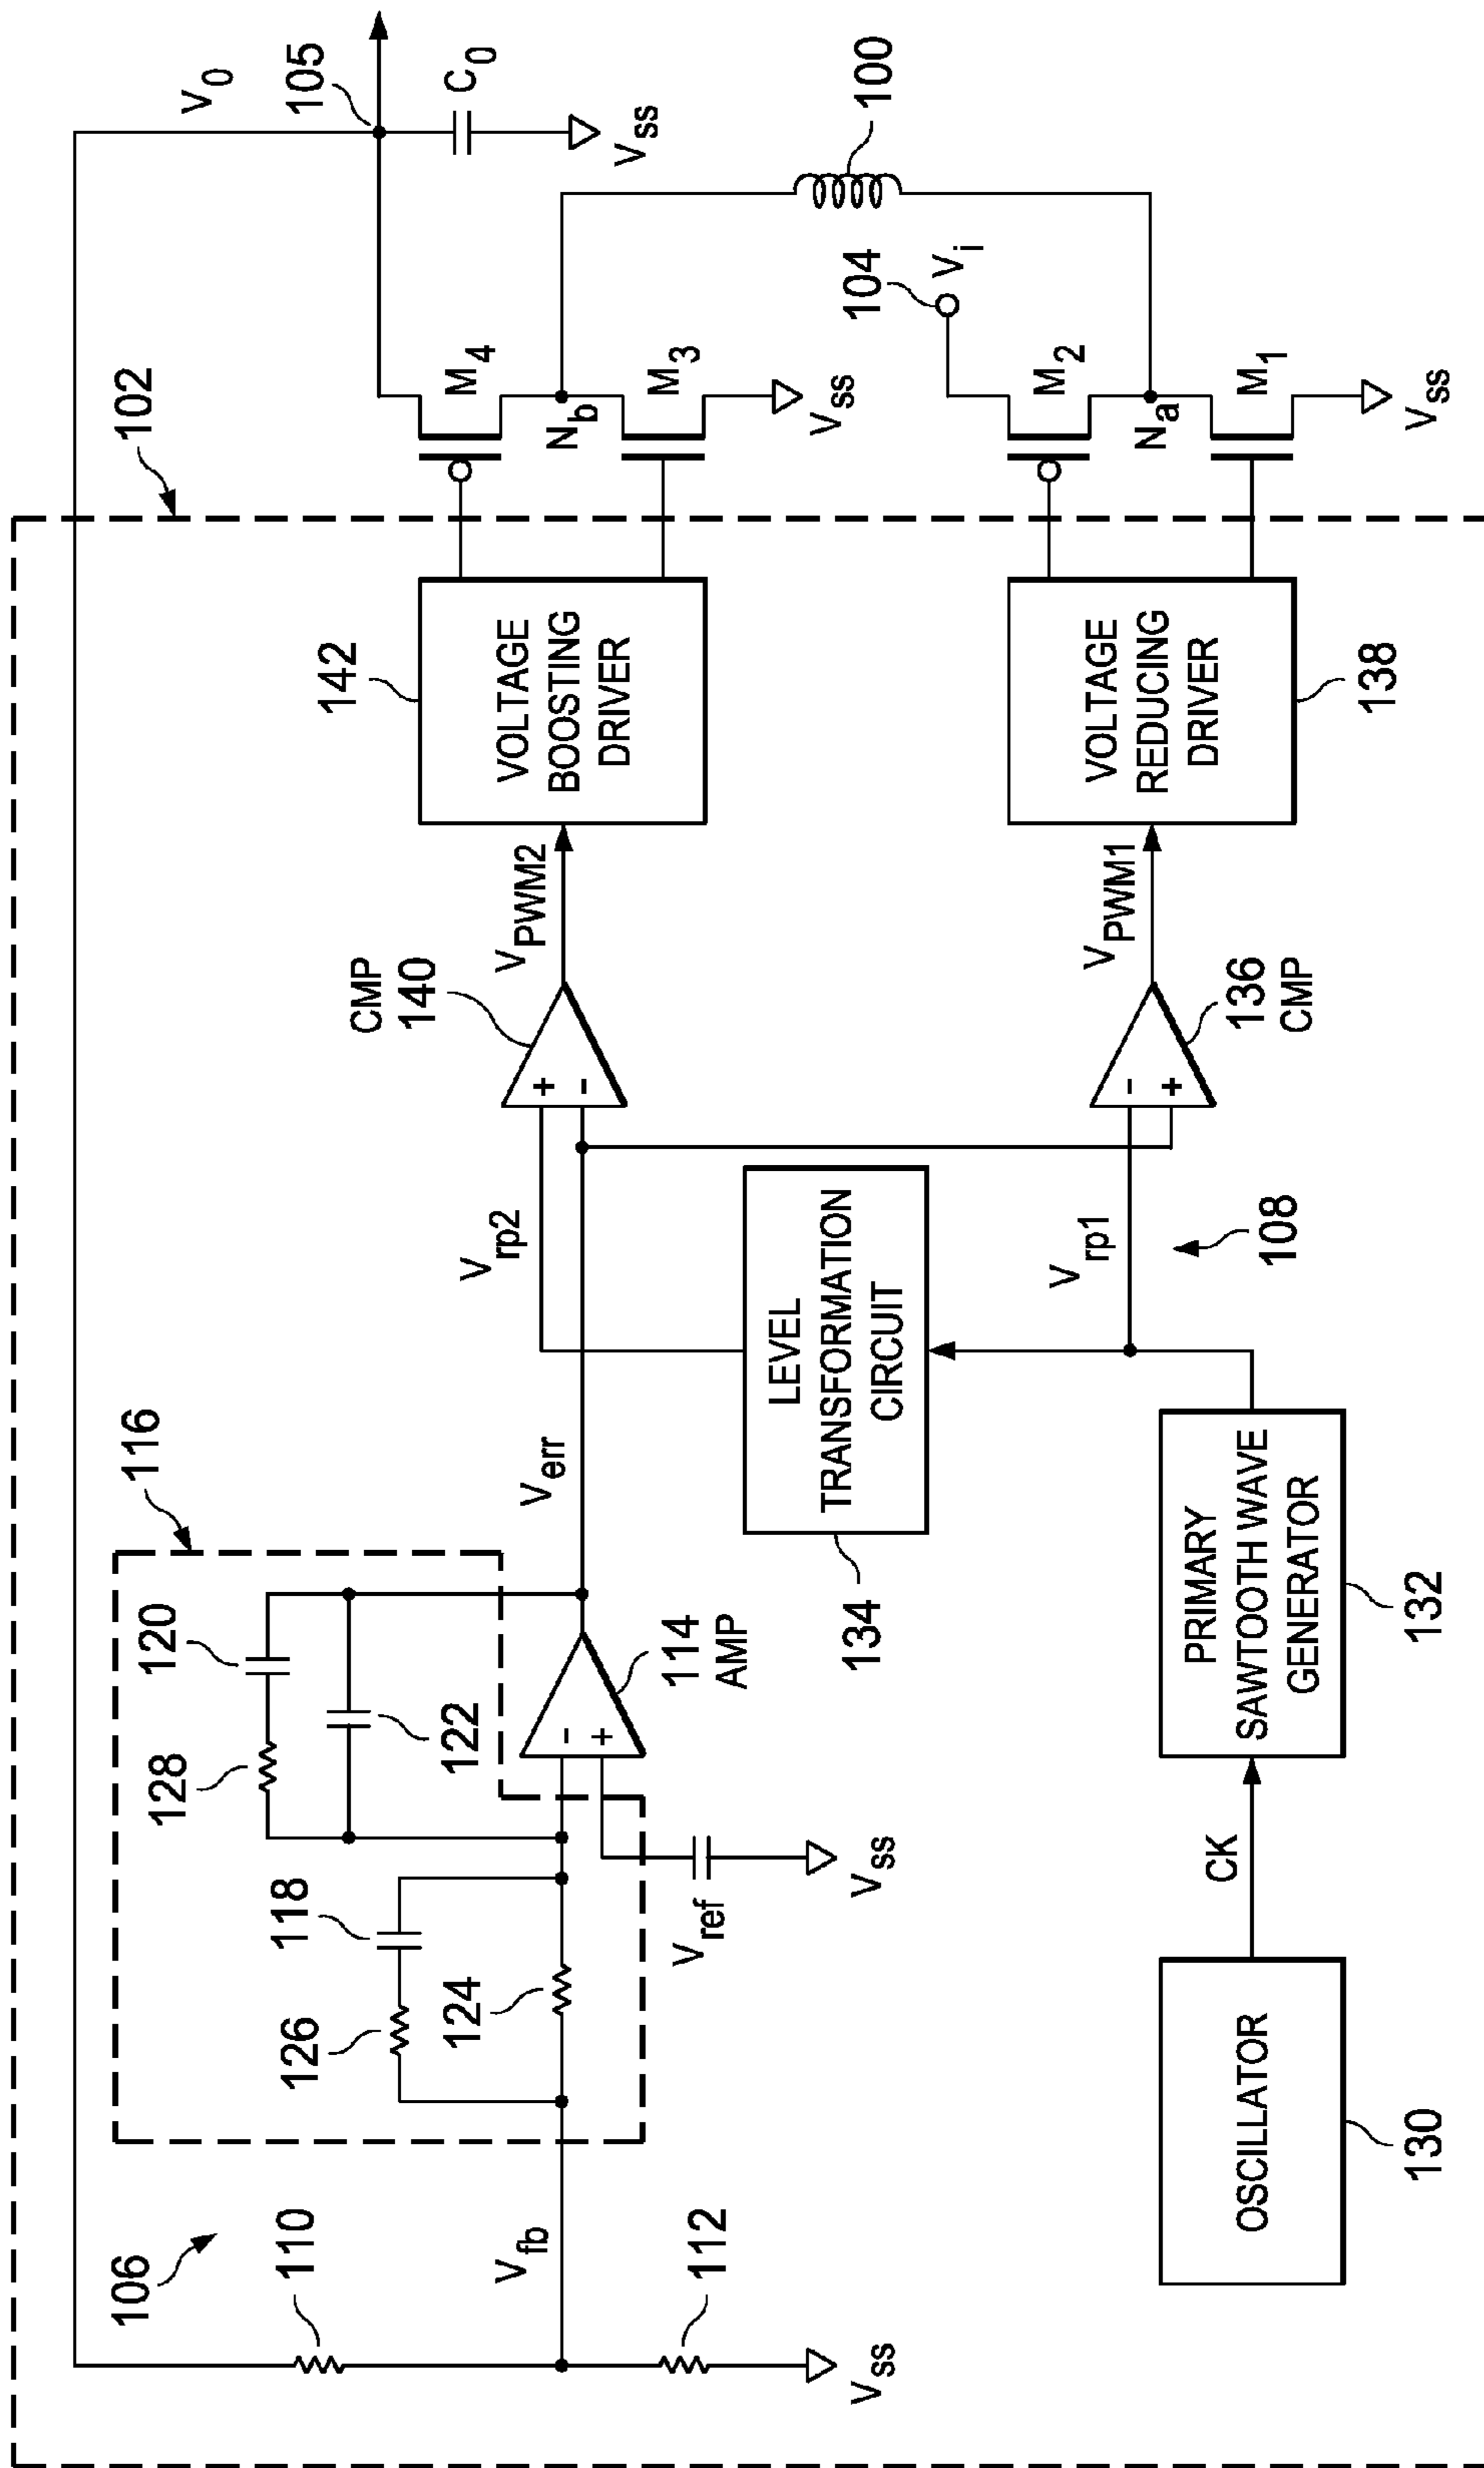 102
V0
105
C0
Vss
106
116
120
128
122
118
126
124
110
Vfb
112
Vss
-
+
114
AMP
Vref
Vss
Verr
Vrp2
CMP
140
+
-
VPWM2
142
VOLTAGE
BOOSTING
DRIVER
M4
Nb
M3
Vss
100
LEVEL
TRANSFORMATION
CIRCUIT
134
104
Vi
OSCILLATOR
130
CK
PRIMARY
SAWTOOTH WAVE
GENERATOR
132
Vrp1
108
-
+
136
CMP
VPWM1
VOLTAGE
REDUCING
DRIVER
138
M2
Na
M1
Vss